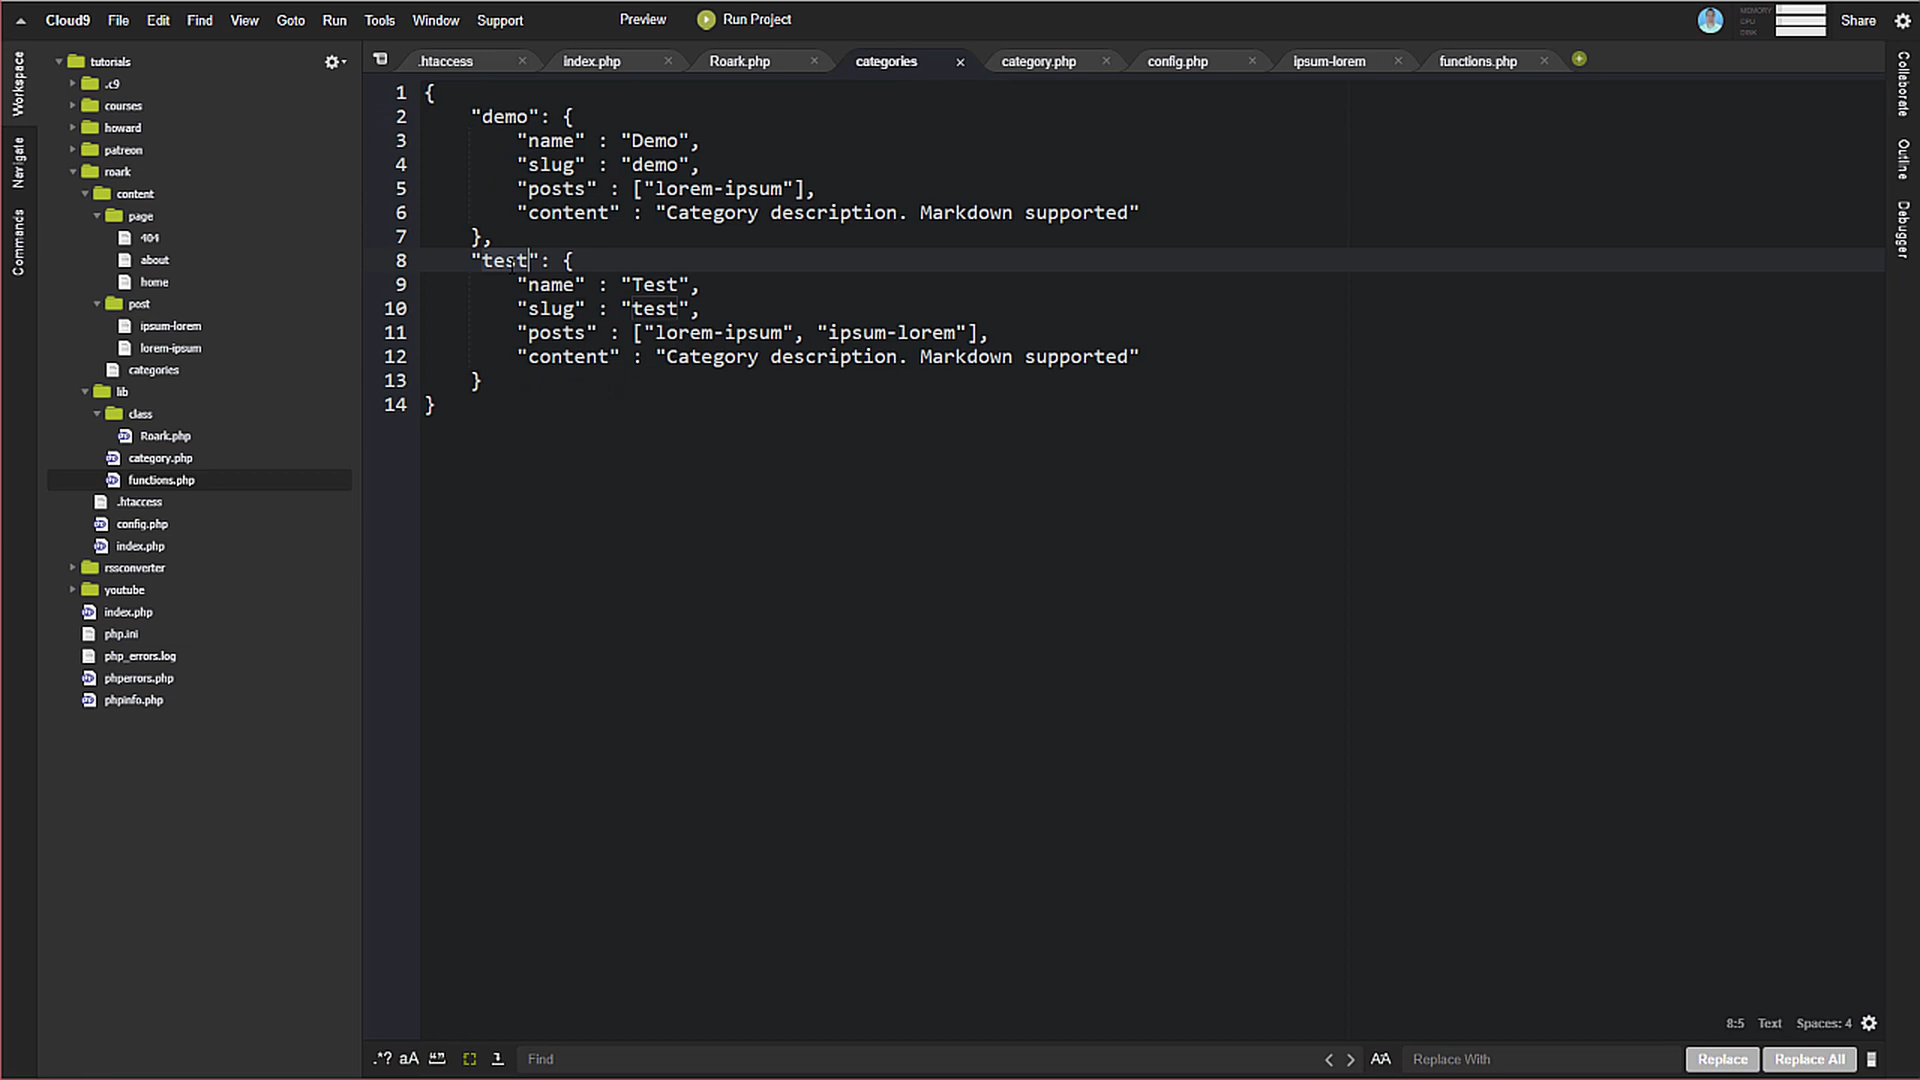 Cloud9 File Edit Find View Goto Run Tools Window Support Preview Run Project MEMORY CPU DISK Share
Workspace
Navigate
Commands
tutorials
.c9
courses
howard
patreon
roark
content
page
404
about
home
post
ipsum-lorem
lorem-ipsum
categories
lib
class
Roark.php
category.php
functions.php
.htaccess
config.php
index.php
rssconverter
youtube
index.php
php.ini
php_errors.log
phperrors.php
phpinfo.php
.htaccess index.php Roark.php categories category.php config.php ipsum-lorem functions.php
1 {
2 "demo": {
3 "name" : "Demo",
4 "slug" : "demo",
5 "posts" : ["lorem-ipsum"],
6 "content" : "Category description. Markdown supported"
7 },
8 "test": {
9 "name" : "Test",
10 "slug" : "test",
11 "posts" : ["lorem-ipsum", "ipsum-lorem"],
12 "content" : "Category description. Markdown supported"
13 }
14 }
Collaborate
Outline
Debugger
8:5 Text Spaces: 4
.*? aA Find AA Replace With Replace Replace All